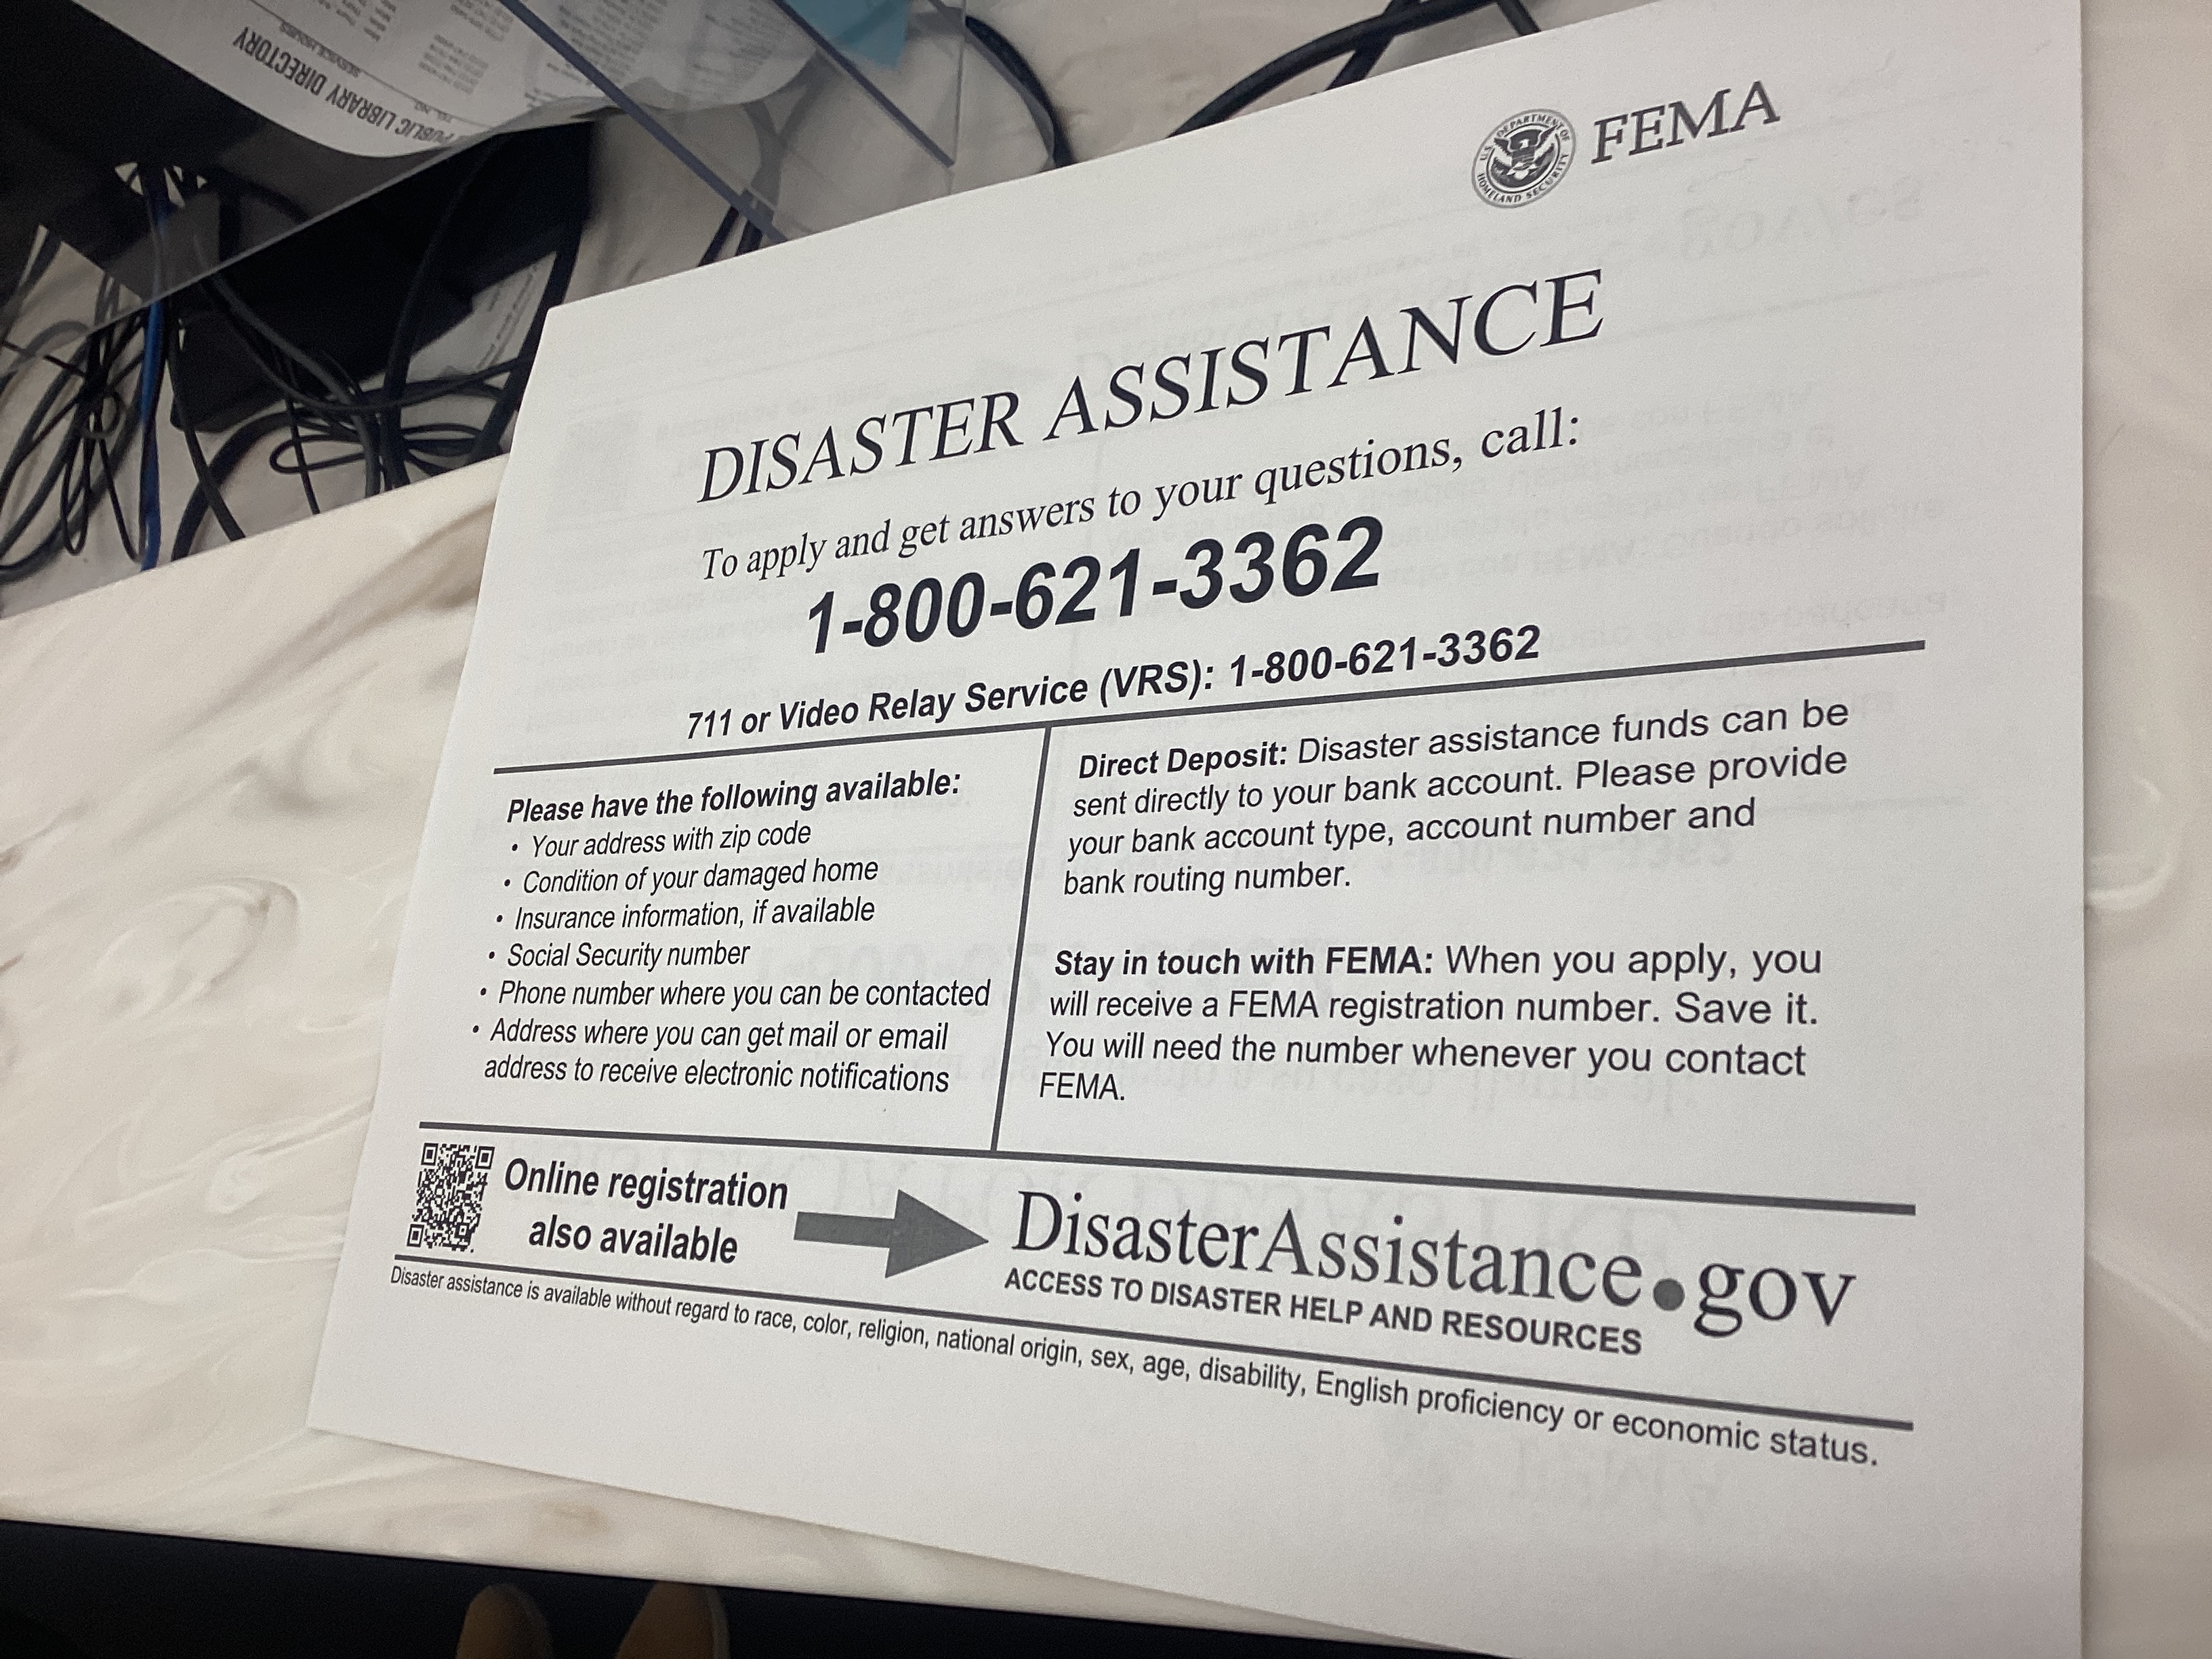 PUBLIC LIBRARY DIRECTORY
SERVICE HOURS
U.S. DEPARTMENT OF HOMELAND SECURITY
FEMA
DISASTER ASSISTANCE
To apply and get answers to your questions, call:
1-800-621-3362
711 or Video Relay Service (VRS): 1-800-621-3362
Please have the following available:
• Your address with zip code
• Condition of your damaged home
• Insurance information, if available
• Social Security number
• Phone number where you can be contacted
• Address where you can get mail or email
address to receive electronic notifications
Direct Deposit: Disaster assistance funds can be
sent directly to your bank account. Please provide
your bank account type, account number and
bank routing number.
Stay in touch with FEMA: When you apply, you
will receive a FEMA registration number. Save it.
You will need the number whenever you contact
FEMA.
Online registration
also available
DisasterAssistance.gov
ACCESS TO DISASTER HELP AND RESOURCES
Disaster assistance is available without regard to race, color, religion, national origin, sex, age, disability, English proficiency or economic status.